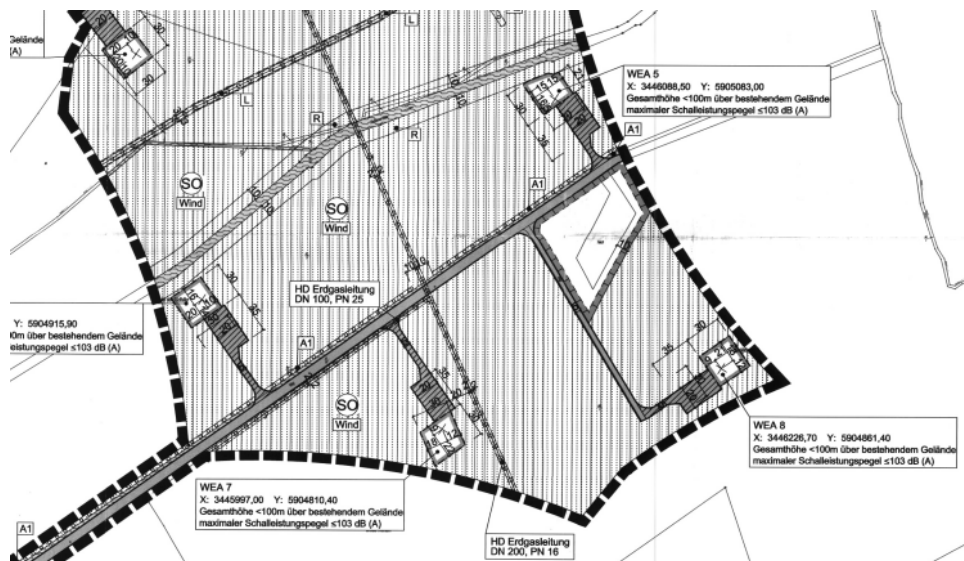 Gelände
(A)
L
L
R
R
WEA 5
X: 3446088,50 Y: 5905083,00
Gesamthöhe <100m über bestehendem Gelände
maximaler Schalleistungspegel ≤103 dB (A)
A1
SO
Wind
SO
Wind
A1
HD Erdgasleitung
DN 100, PN 25
Y: 5904915,90
00m über bestehendem Gelände
leistungspegel ≤103 dB (A)
A1
SO
Wind
WEA 8
X: 3446226,70 Y: 5904861,40
Gesamthöhe <100m über bestehendem Gelände
maximaler Schalleistungspegel ≤103 dB (A)
WEA 7
X: 3445997,00 Y: 5904810,40
Gesamthöhe <100m über bestehendem Gelände
maximaler Schalleistungspegel ≤103 dB (A)
A1
HD Erdgasleitung
DN 200, PN 16